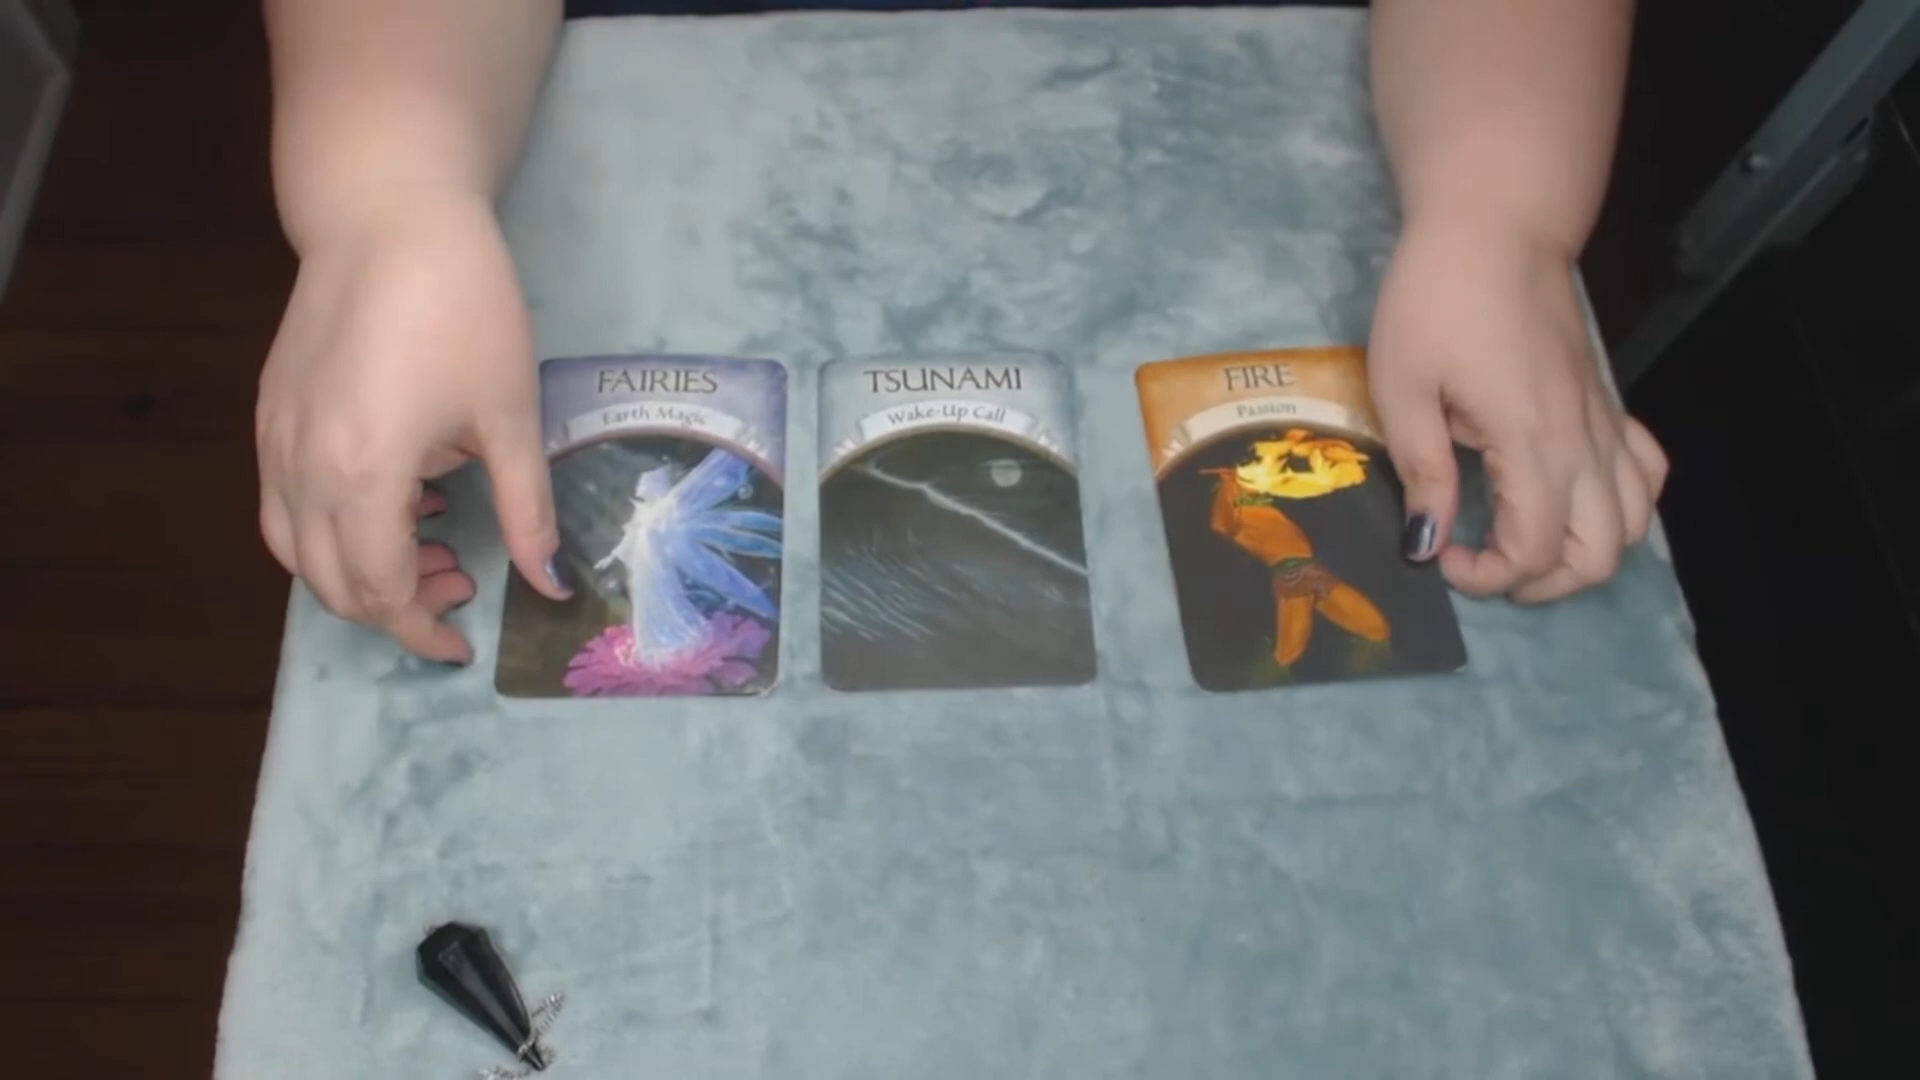 FAIRIES
Earth Magic
TSUNAMI
Wake-Up Call
FIRE
Passion